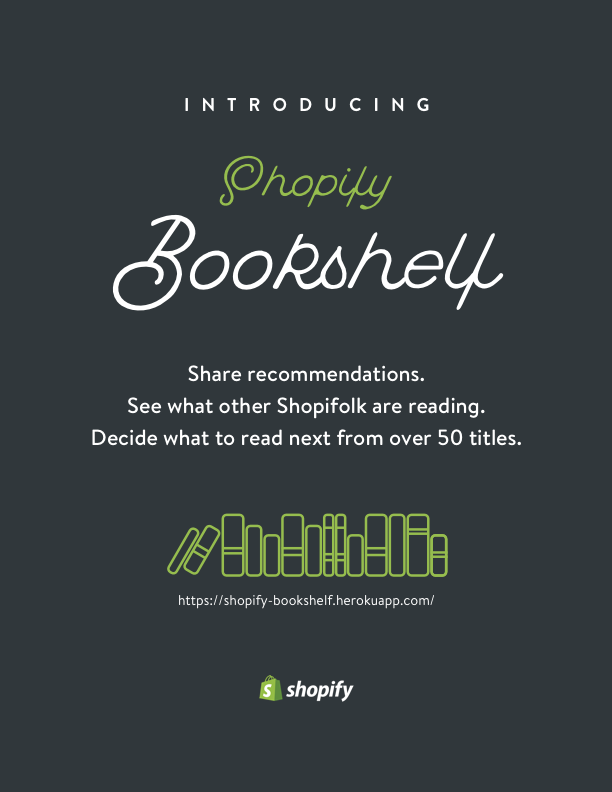 INTRODUCING
Shopify
Bookshelf
Share recommendations.
See what other Shopifolk are reading.
Decide what to read next from over 50 titles.
https://shopify-bookshelf.herokuapp.com/
S shopify